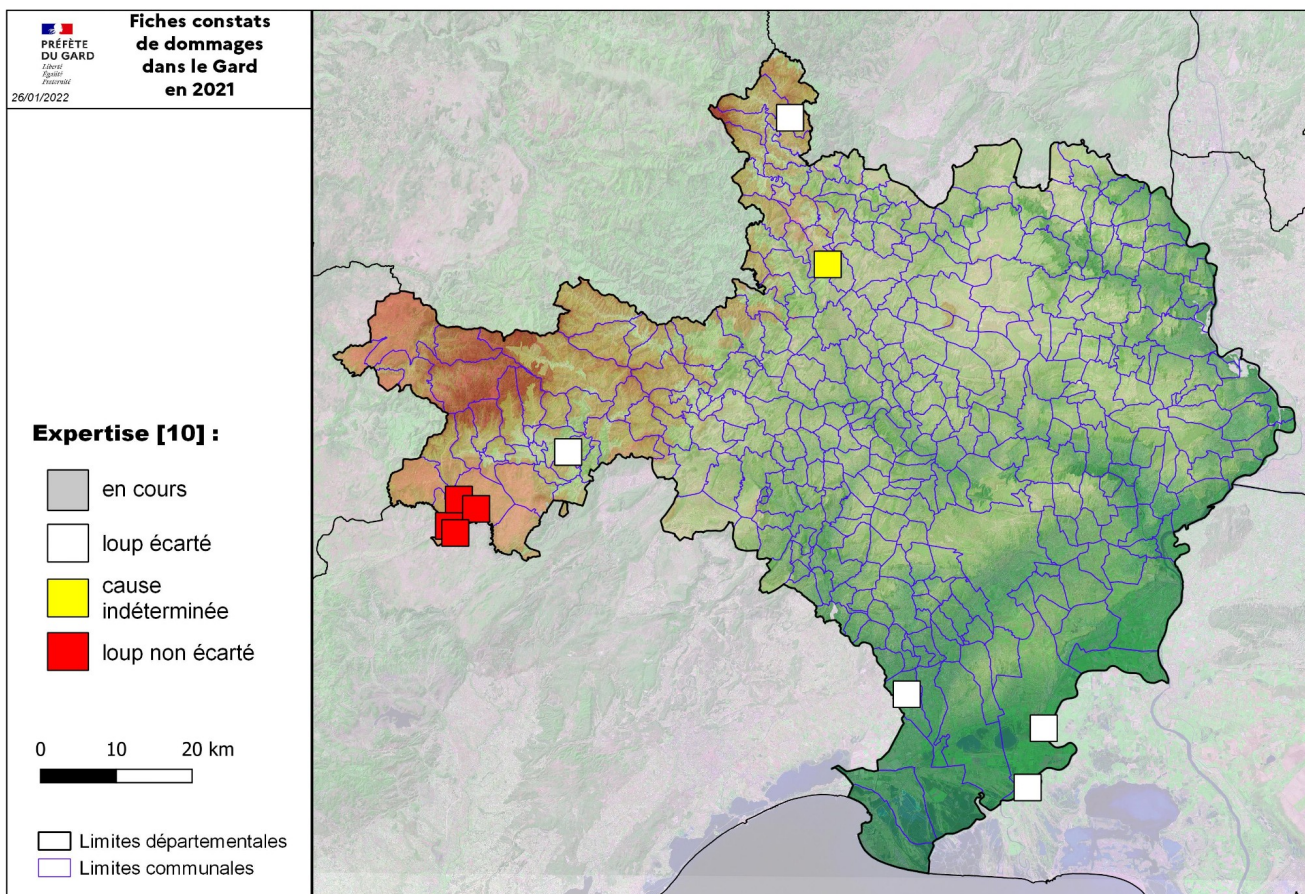 PRÉFÈTE
DU GARD
Liberté
Égalité
Fraternité
26/01/2022
Fiches constats
de dommages
dans le Gard
en 2021
Expertise [10] :
en cours
loup écarté
cause
indéterminée
loup non écarté
0 10 20 km
Limites départementales
Limites communales